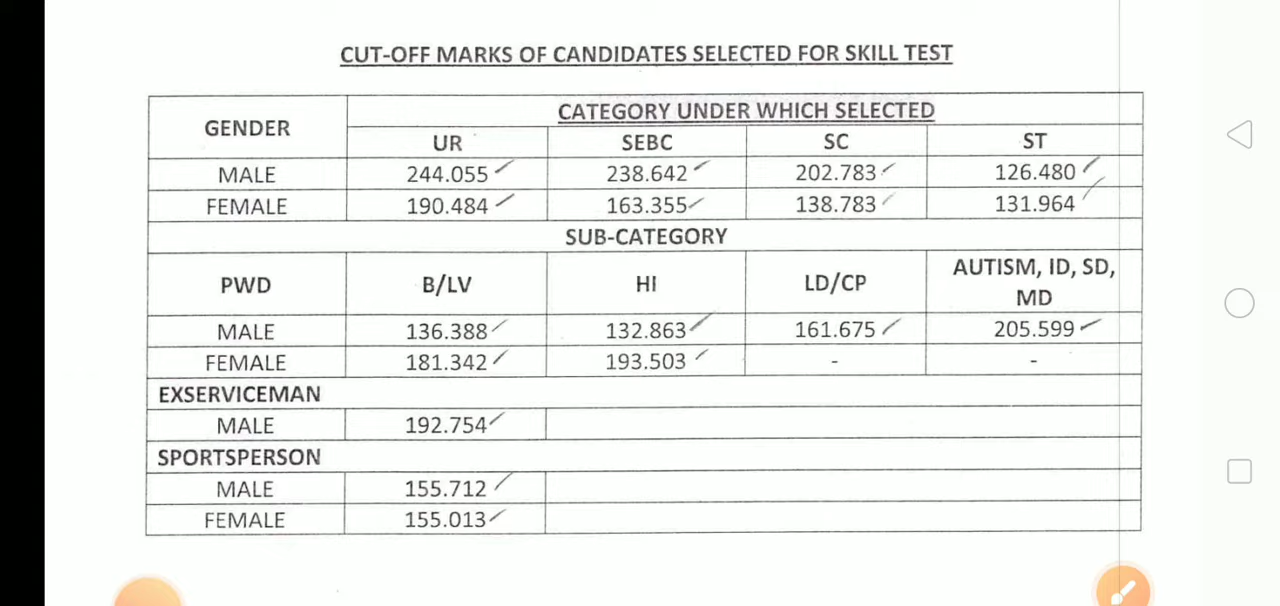 CUT-OFF MARKS OF CANDIDATES SELECTED FOR SKILL TEST
GENDER CATEGORY UNDER WHICH SELECTED
UR SEBC SC ST
MALE 244.055 238.642 202.783 126.480
FEMALE 190.484 163.355 138.783 131.964
SUB-CATEGORY
PWD B/LV HI LD/CP AUTISM, ID, SD, MD
MALE 136.388 132.863 161.675 205.599
FEMALE 181.342 193.503 - -
EXSERVICEMAN
MALE 192.754
SPORTSPERSON
MALE 155.712
FEMALE 155.013